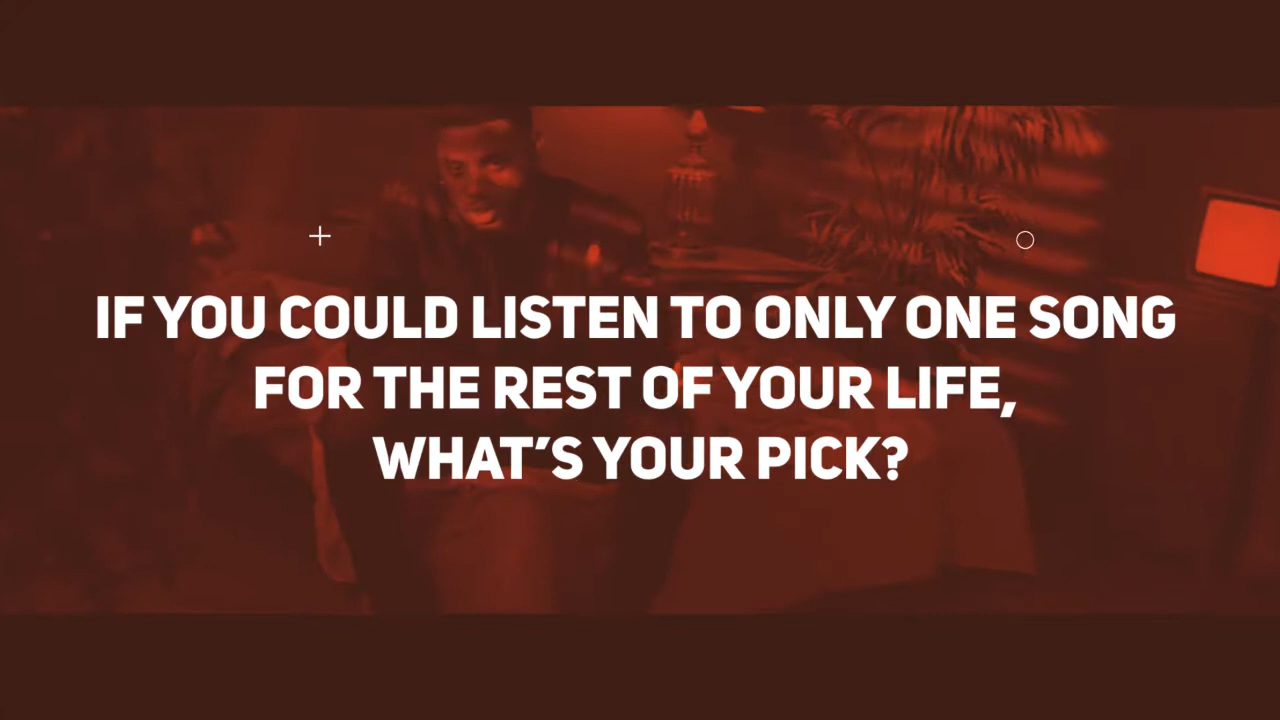 IF YOU COULD LISTEN TO ONLY ONE SONG
FOR THE REST OF YOUR LIFE,
WHAT'S YOUR PICK?